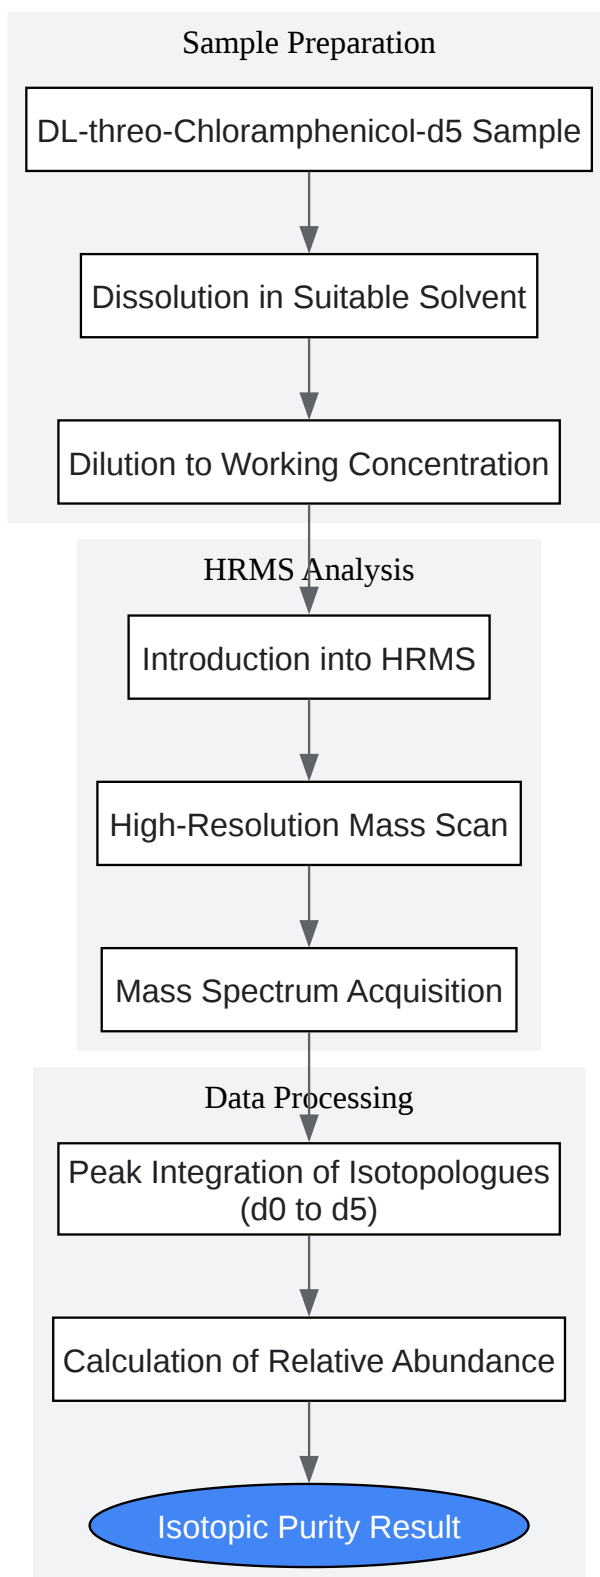 Sample Preparation
DL-threo-Chloramphenicol-d5 Sample
Dissolution in Suitable Solvent
Dilution to Working Concentration
HRMS Analysis
Introduction into HRMS
High-Resolution Mass Scan
Mass Spectrum Acquisition
Data Processing
Peak Integration of Isotopologues
(d0 to d5)
Calculation of Relative Abundance
Isotopic Purity Result